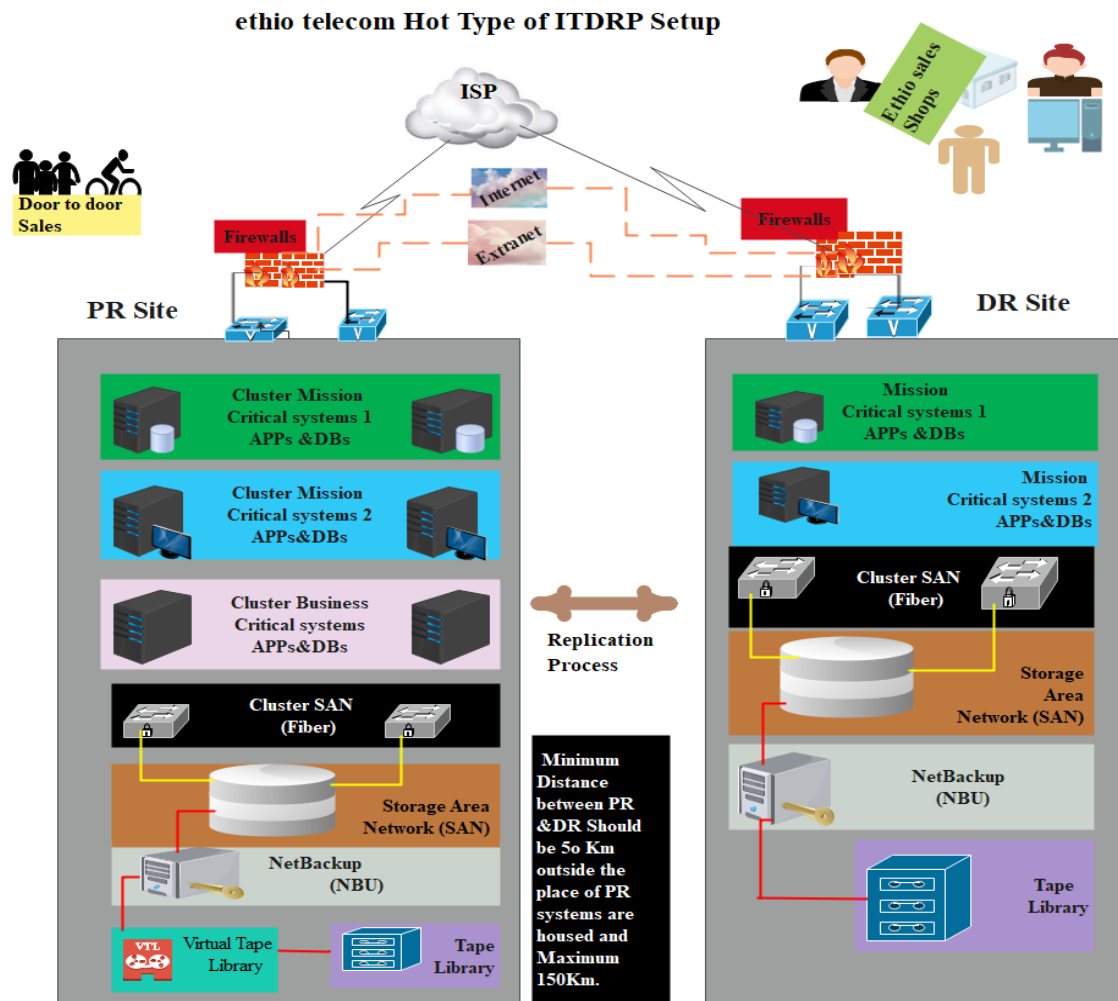 ethio telecom Hot Type of ITDRP Setup
ISP
Ethio sales
Shops
Door to door
Sales
Internet
Extranet
Firewalls
Firewalls
PR Site
DR Site
V
V
V
V
Cluster Mission
Critical systems 1
APPs &DBs
Cluster Mission
Critical systems 2
APPs&DBs
Cluster Business
Critical systems
APPs&DBs
Cluster SAN
(Fiber)
Storage Area
Network (SAN)
NetBackup
(NBU)
VTL
Virtual Tape
Library
Tape
Library
Replication
Process
Minimum
Distance
between PR
&DR Should
be 5o Km
outside the
place of PR
systems are
housed and
Maximum
150Km.
Mission
Critical systems 1
APPs &DBs
Mission
Critical systems 2
APPs&DBs
Cluster SAN
(Fiber)
Storage
Area
Network (SAN)
NetBackup
(NBU)
Tape
Library